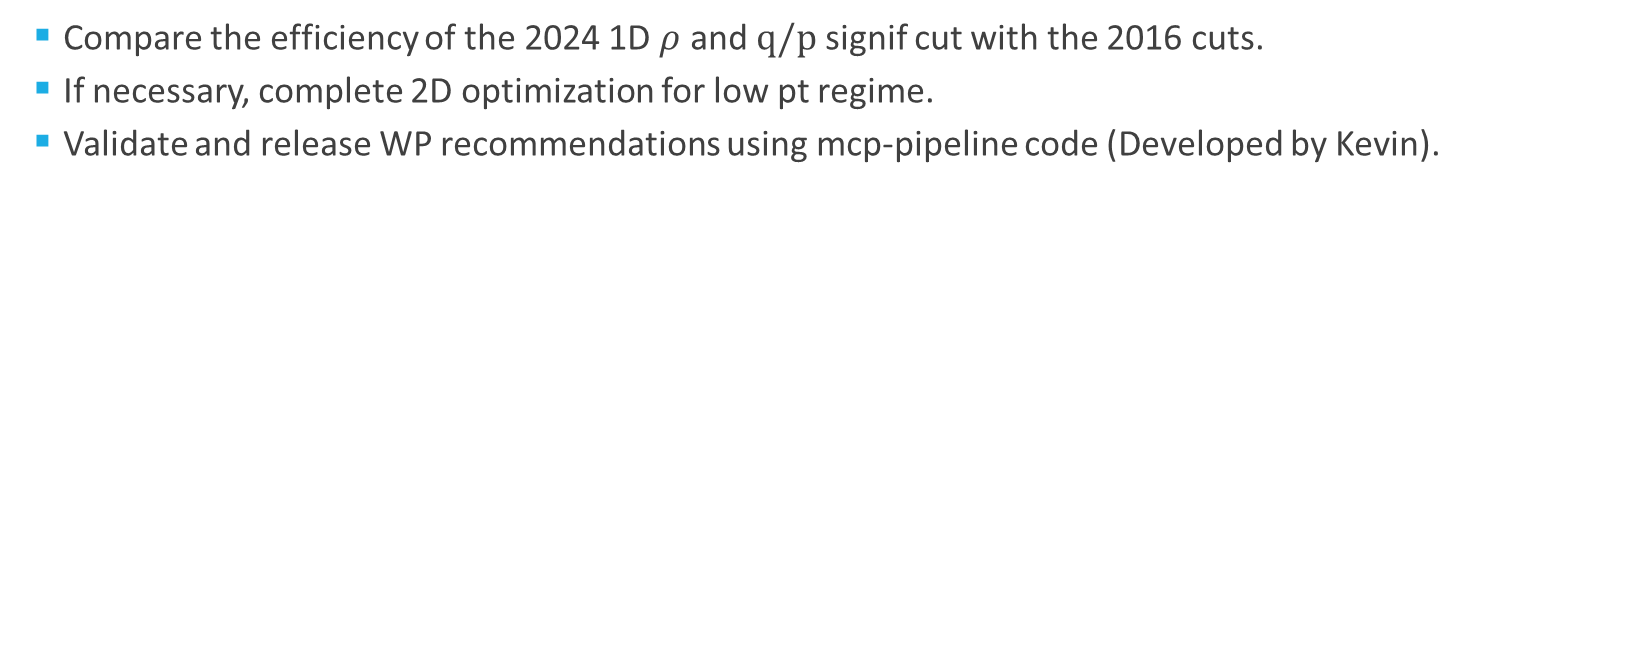 ▪ Compare the efficiency of the 2024 1D ρ and q/p signif cut with the 2016 cuts.
▪ If necessary, complete 2D optimization for low pt regime.
▪ Validate and release WP recommendations using mcp-pipeline code (Developed by Kevin).